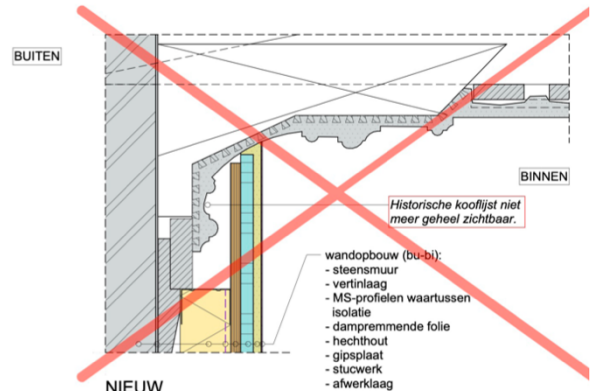 BUITEN
BINNEN
Historische kooflijst niet
meer geheel zichtbaar.
wandopbouw (bu-bi):
- steensmuur
- vertinlaag
- MS-profielen waartussen
isolatie
- dampremmende folie
- hechthout
- gipsplaat
- stucwerk
- afwerklaag
NIEUW